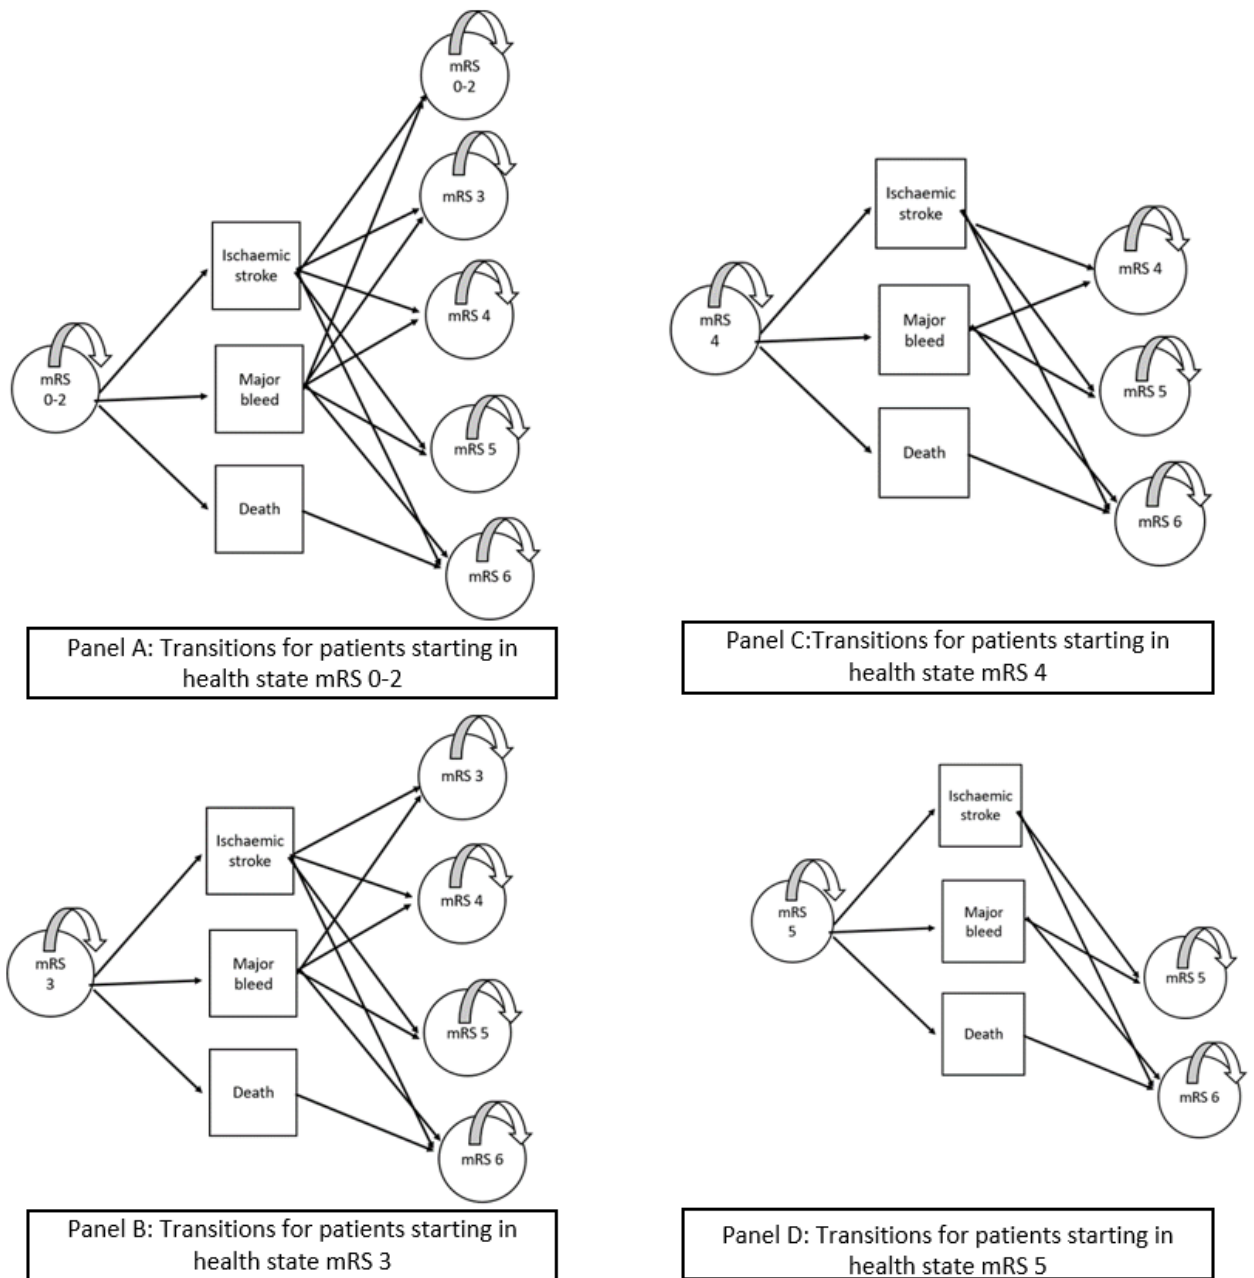 mRS
0-2
Ischaemic
stroke
Major
bleed
Death
mRS
0-2
mRS 3
mRS 4
mRS 5
mRS 6
Panel A: Transitions for patients starting in
health state mRS 0-2
mRS
4
Ischaemic
stroke
Major
bleed
Death
mRS 4
mRS 5
mRS 6
Panel C:Transitions for patients starting in
health state mRS 4
mRS
3
Ischaemic
stroke
Major
bleed
Death
mRS 3
mRS 4
mRS 5
mRS 6
Panel B: Transitions for patients starting in
health state mRS 3
mRS
5
Ischaemic
stroke
Major
bleed
Death
mRS 5
mRS 6
Panel D: Transitions for patients starting in
health state mRS 5